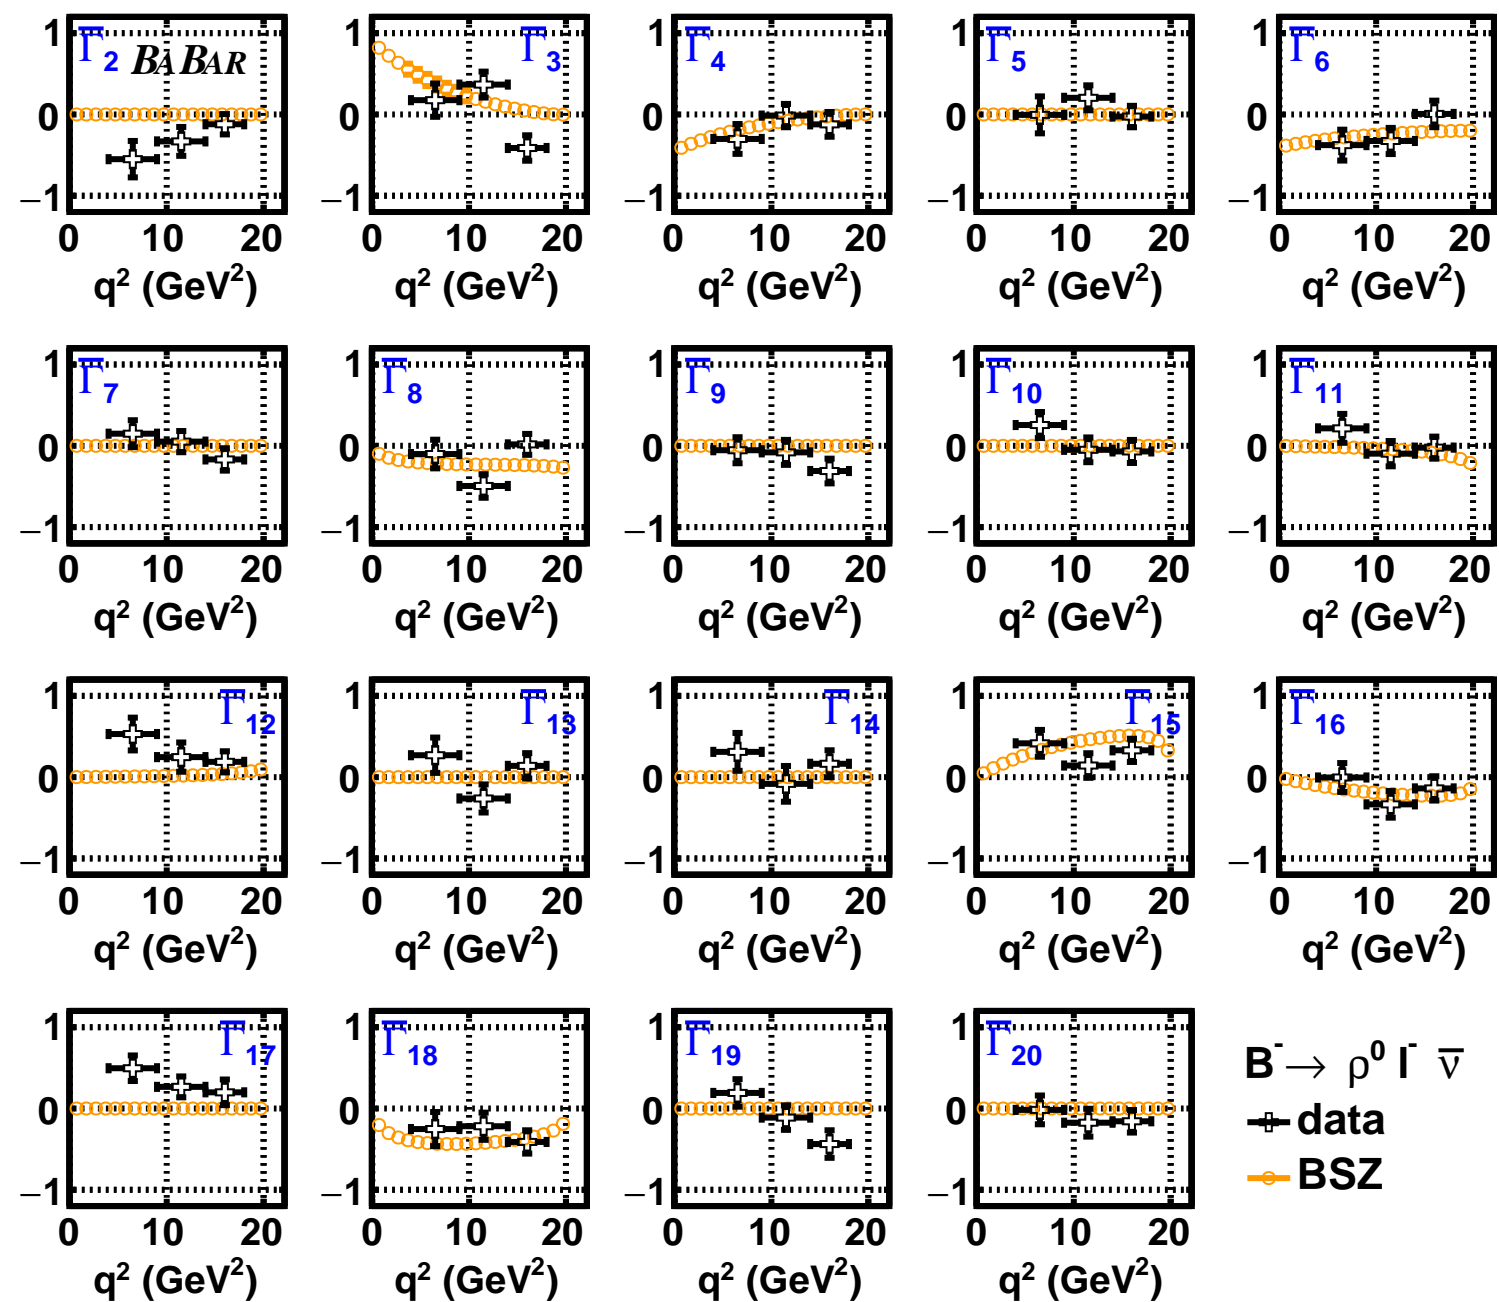 1 0 −1 Γ̅₂ BABAR 0 10 20 q² (GeV²)
1 0 −1 Γ̅₃ 0 10 20 q² (GeV²)
1 0 −1 Γ̅₄ 0 10 20 q² (GeV²)
1 0 −1 Γ̅₅ 0 10 20 q² (GeV²)
1 0 −1 Γ̅₆ 0 10 20 q² (GeV²)
1 0 −1 Γ̅₇ 0 10 20 q² (GeV²)
1 0 −1 Γ̅₈ 0 10 20 q² (GeV²)
1 0 −1 Γ̅₉ 0 10 20 q² (GeV²)
1 0 −1 Γ̅₁₀ 0 10 20 q² (GeV²)
1 0 −1 Γ̅₁₁ 0 10 20 q² (GeV²)
1 0 −1 Γ̅₁₂ 0 10 20 q² (GeV²)
1 0 −1 Γ̅₁₃ 0 10 20 q² (GeV²)
1 0 −1 Γ̅₁₄ 0 10 20 q² (GeV²)
1 0 −1 Γ̅₁₅ 0 10 20 q² (GeV²)
1 0 −1 Γ̅₁₆ 0 10 20 q² (GeV²)
1 0 −1 Γ̅₁₇ 0 10 20 q² (GeV²)
1 0 −1 Γ̅₁₈ 0 10 20 q² (GeV²)
1 0 −1 Γ̅₁₉ 0 10 20 q² (GeV²)
1 0 −1 Γ̅₂₀ 0 10 20 q² (GeV²)
B⁻ → ρ⁰ l⁻ ν̅
data
BSZ